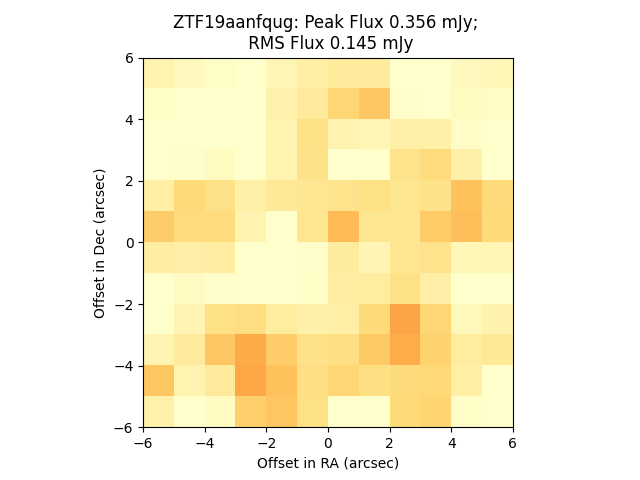 ZTF19aanfqug: Peak Flux 0.356 mJy;
RMS Flux 0.145 mJy
6
4
2
0
−2
−4
−6
Offset in Dec (arcsec)
−6 −4 −2 0 2 4 6
Offset in RA (arcsec)